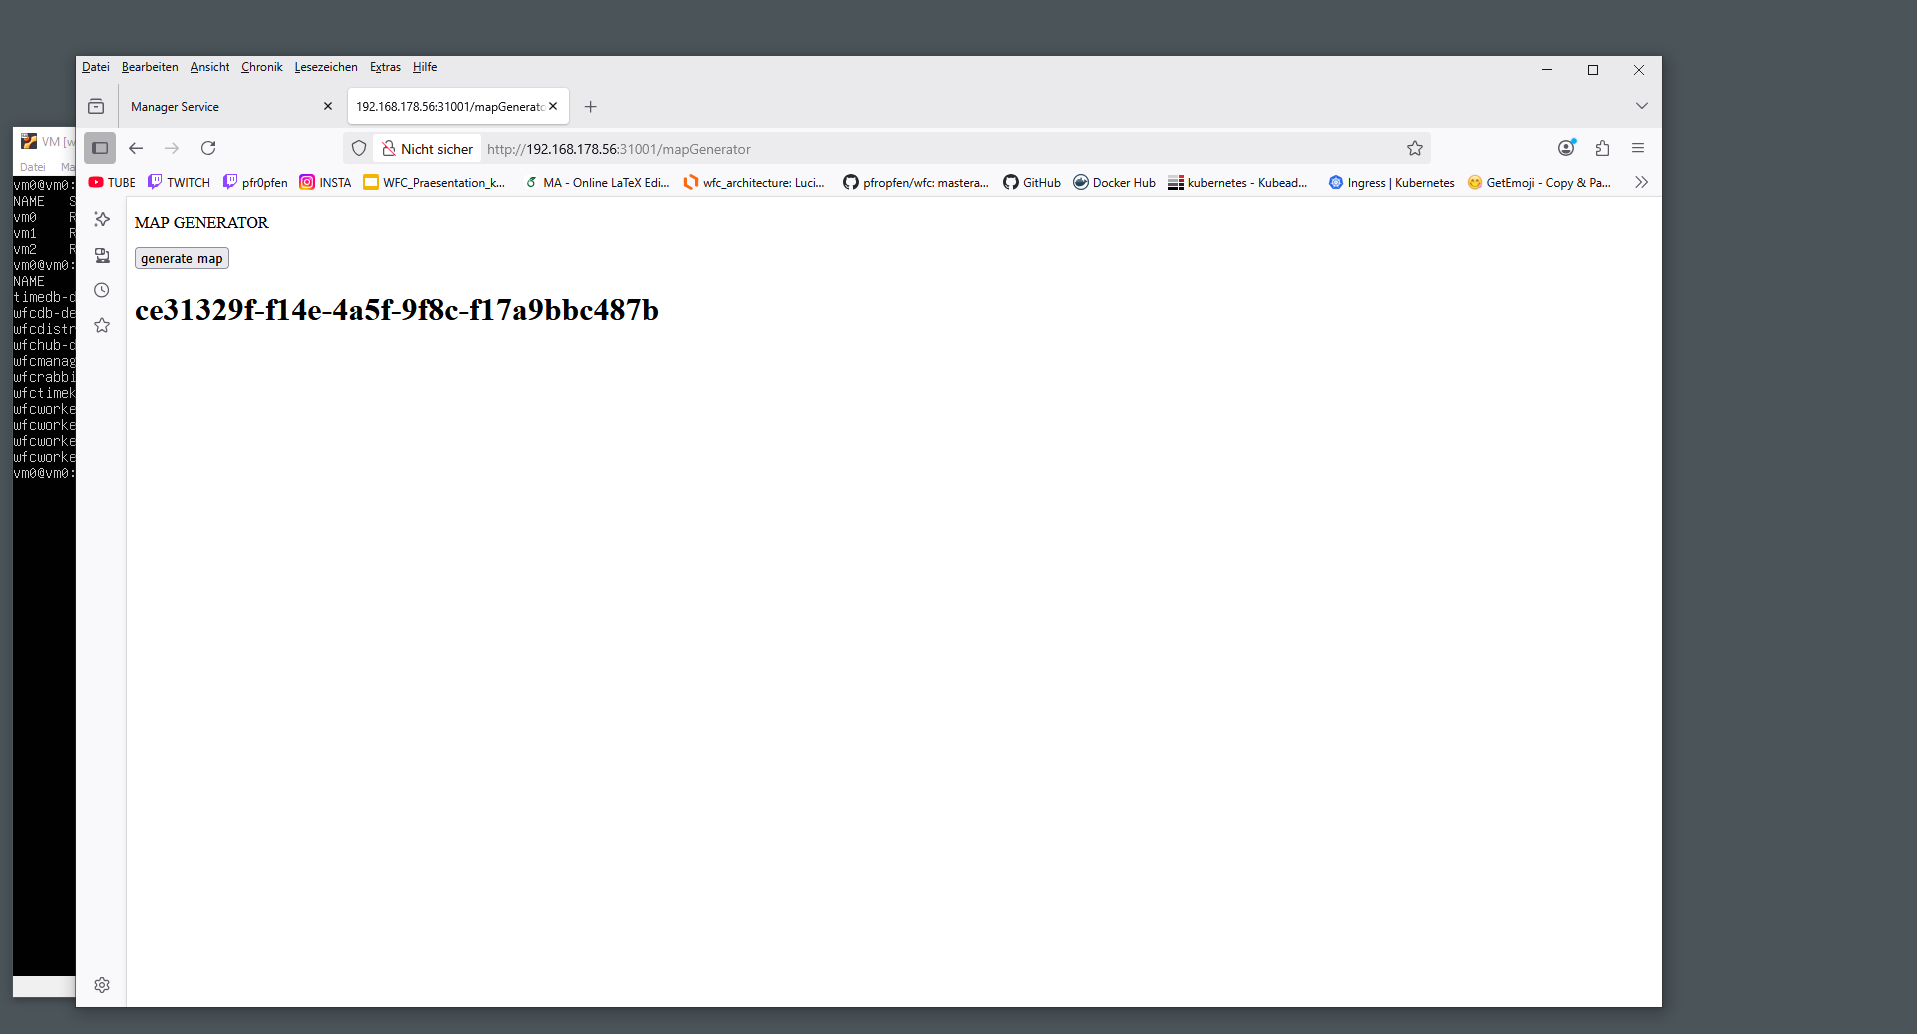 Datei Bearbeiten Ansicht Chronik Lesezeichen Extras Hilfe
Manager Service
192.168.178.56:31001/mapGenerato
Nicht sicher http://192.168.178.56:31001/mapGenerator
TUBE TWITCH pfr0pfen INSTA WFC_Praesentation_k... MA - Online LaTeX Edi... wfc_architecture: Luci... pfropfen/wfc: mastera... GitHub Docker Hub kubernetes - Kubead... Ingress | Kubernetes GetEmoji - Copy & Pa...
MAP GENERATOR
generate map
ce31329f-f14e-4a5f-9f8c-f17a9bbc487b
VM [w
Datei Ma
vm0@vm0:
NAME S
vm0 R
vm1 R
vm2 R
vm0@vm0:
NAME
timedb-d
wfcdb-de
wfcdistr
wfchub-d
wfcmanag
wfcrabbi
wfctimek
wfcworke
wfcworke
wfcworke
wfcworke
vm0@vm0: